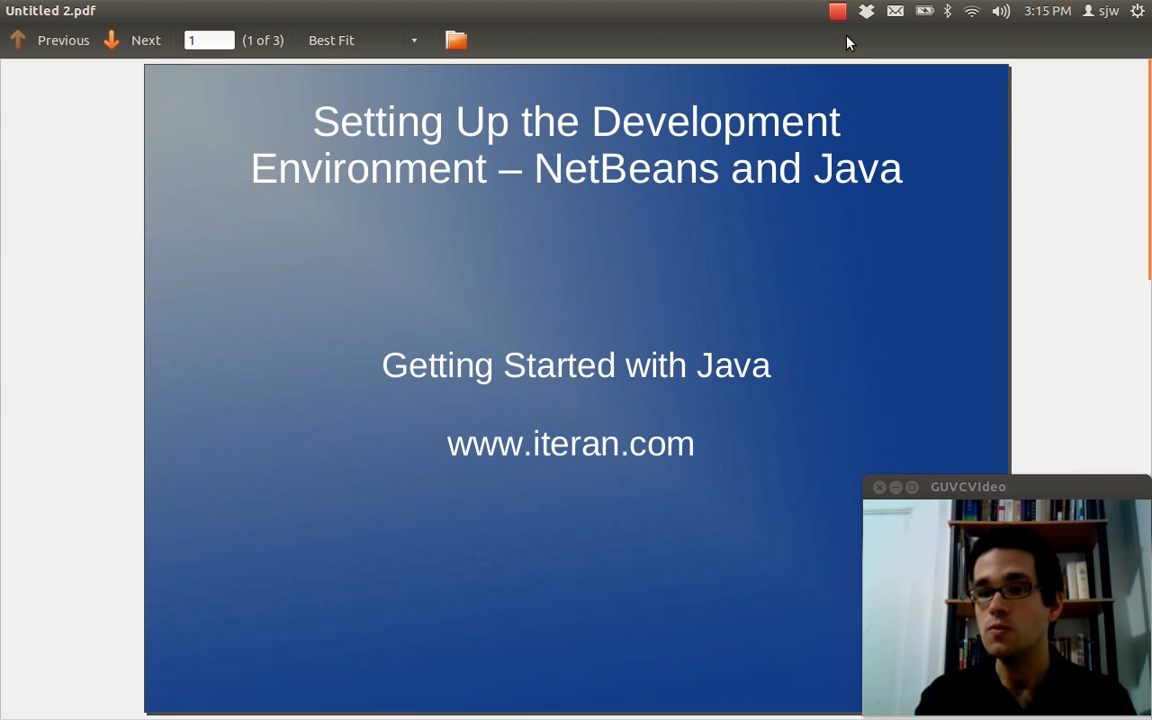 Untitled 2.pdf
3:15 PM sjw
Previous Next 1 (1 of 3) Best Fit
Setting Up the Development
Environment – NetBeans and Java
Getting Started with Java
www.iteran.com
GUVCVIdeo